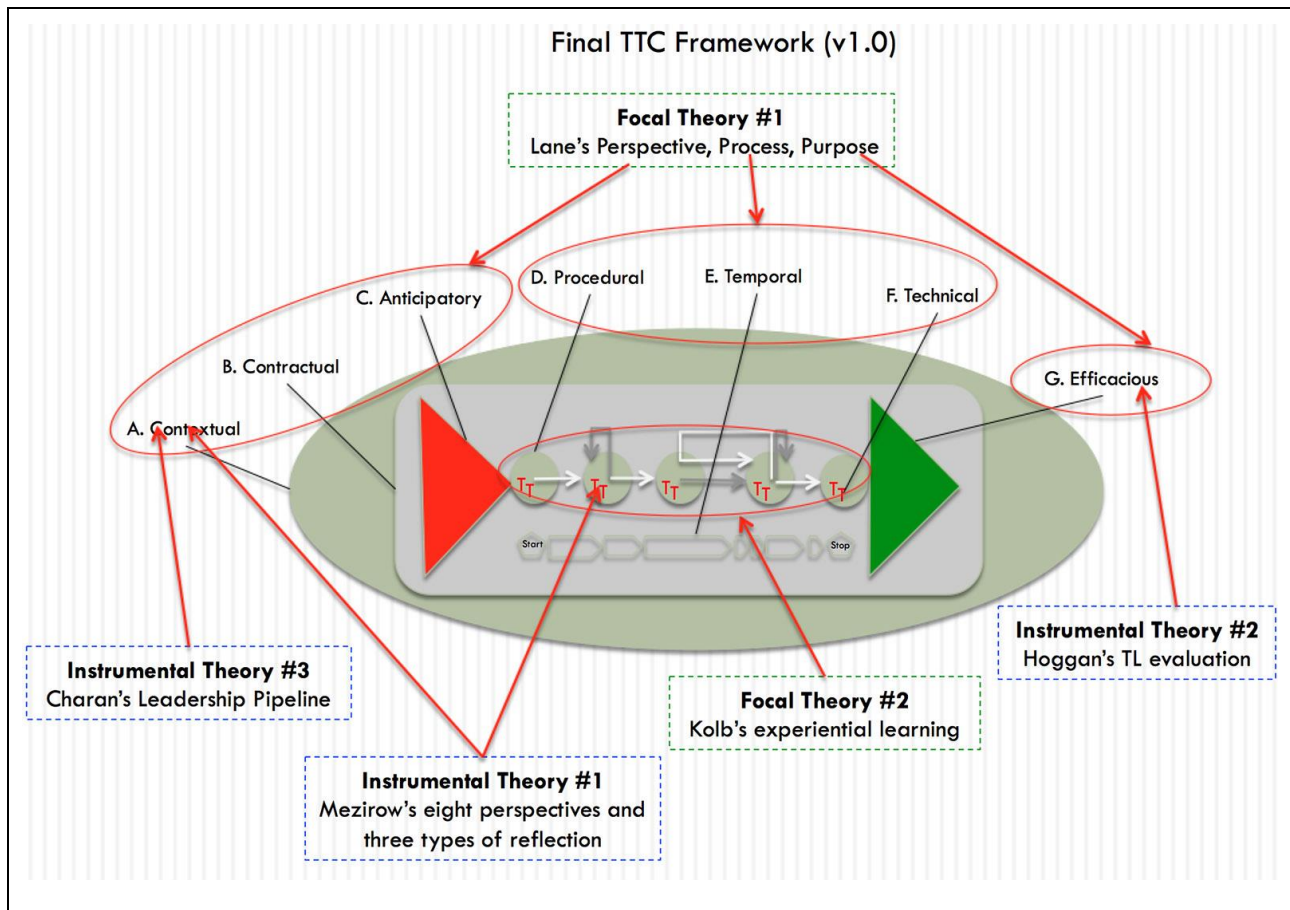 Final TTC Framework (v1.0)
Focal Theory #1
Lane's Perspective, Process, Purpose
D. Procedural
E. Temporal
F. Technical
C. Anticipatory
B. Contractual
G. Efficacious
A. Contextual
TT
TT
TT
TT
TT
Start
Stop
Instrumental Theory #3
Charan's Leadership Pipeline
Instrumental Theory #2
Hoggan's TL evaluation
Focal Theory #2
Kolb's experiential learning
Instrumental Theory #1
Mezirow's eight perspectives and
three types of reflection